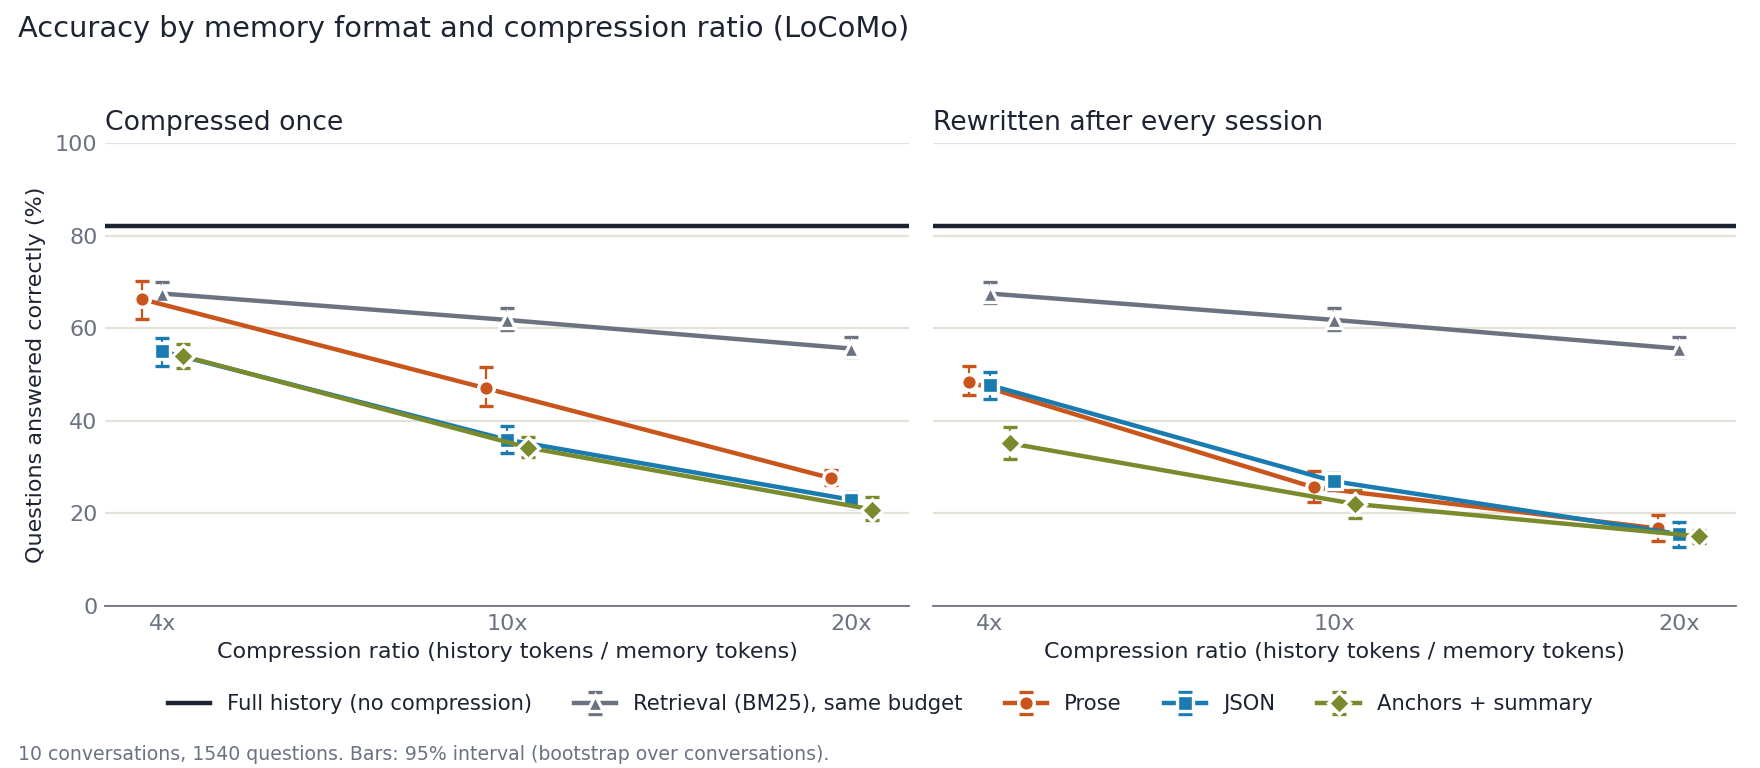 Accuracy by memory format and compression ratio (LoCoMo)
Compressed once
Rewritten after every session
Questions answered correctly (%)
100
80
60
40
20
0
4x
10x
20x
4x
10x
20x
Compression ratio (history tokens / memory tokens)
Compression ratio (history tokens / memory tokens)
Full history (no compression)
Retrieval (BM25), same budget
Prose
JSON
Anchors + summary
10 conversations, 1540 questions. Bars: 95% interval (bootstrap over conversations).